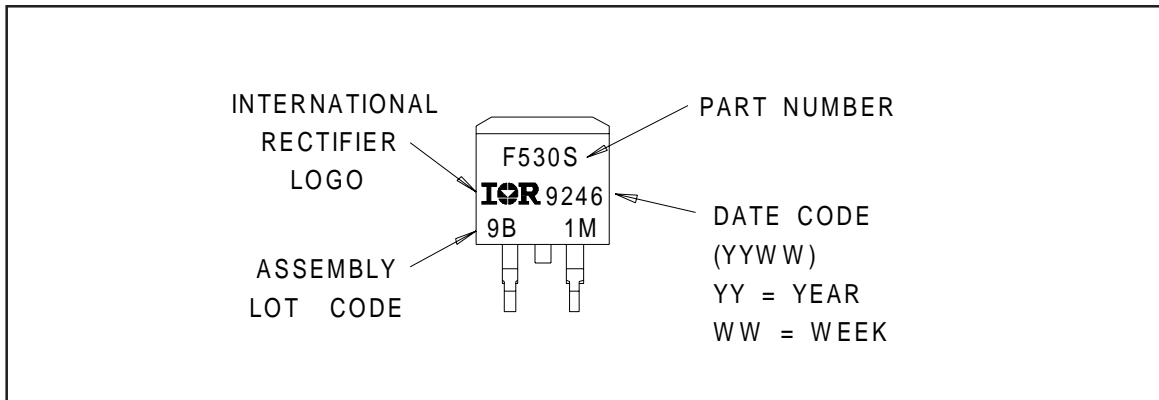 INTERNATIONAL
RECTIFIER
LOGO
ASSEMBLY
LOT CODE
F530S
IOR 9246
9B 1M
PART NUMBER
DATE CODE
(YYWW)
YY = YEAR
WW = WEEK